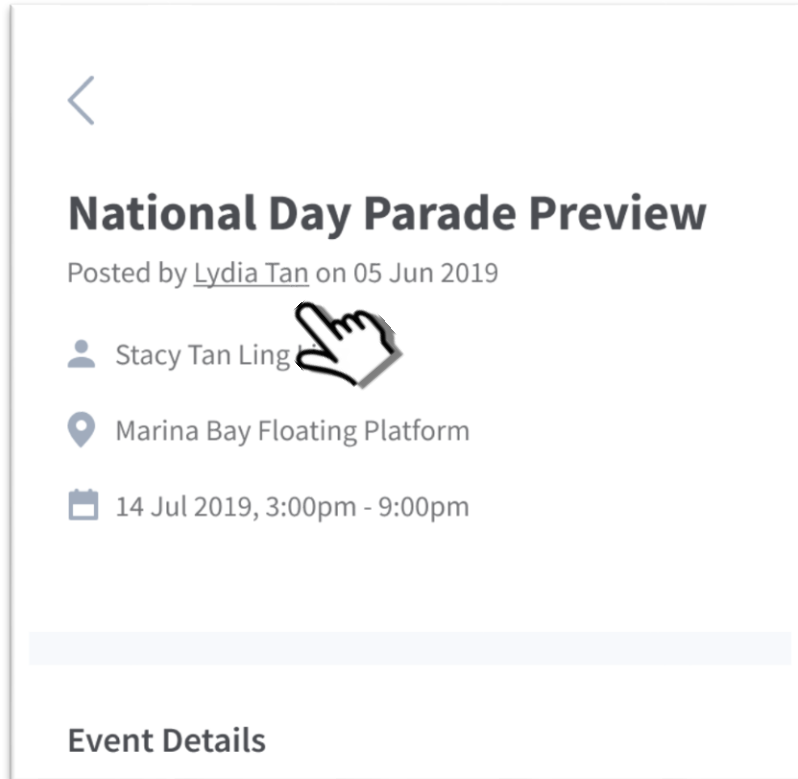 National Day Parade Preview
Posted by Lydia Tan on 05 Jun 2019
Stacy Tan Ling
Marina Bay Floating Platform
14 Jul 2019, 3:00pm - 9:00pm
Event Details